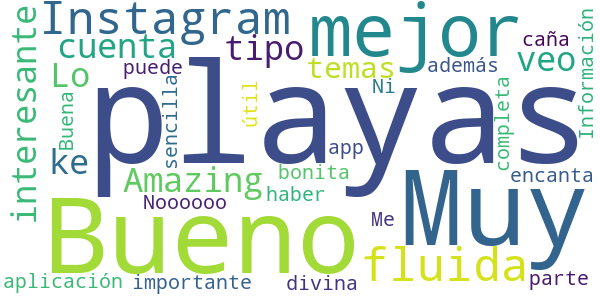 Instagram mejor caña
cuenta tipo veo
Lo puede temas además
interesante Buena sencilla útil playas Ni completa Información
ke Amazing app bonita encanta
Noooooo haber
Bueno Me Muy
fluida
aplicación importante divina parte